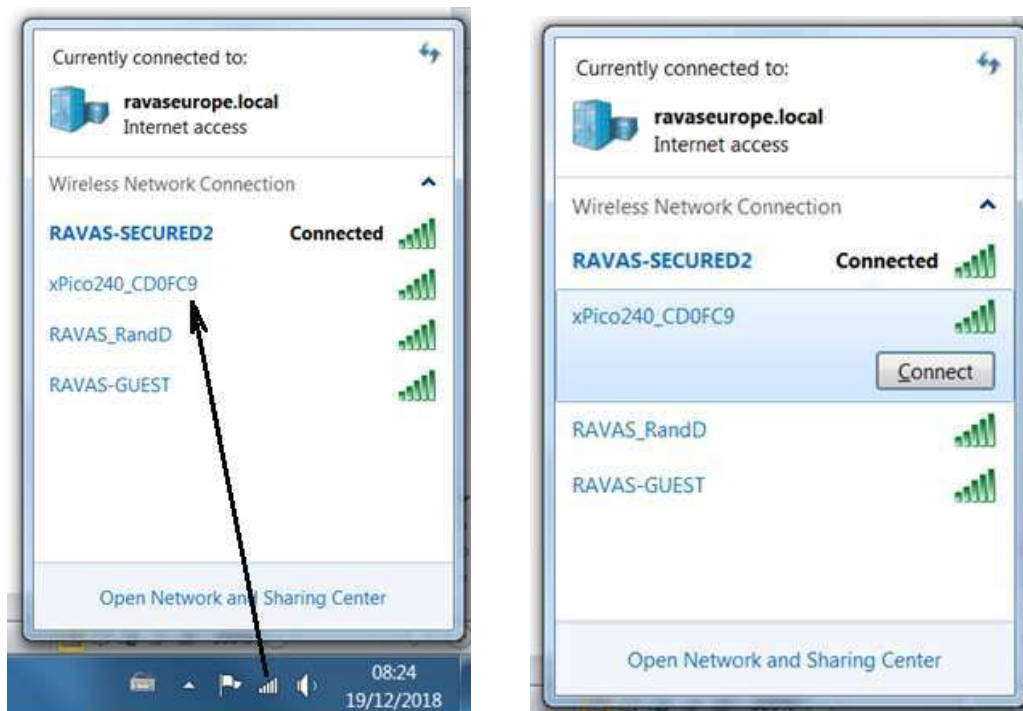 Currently connected to:
ravaseurope.local
Internet access
Wireless Network Connection
RAVAS-SECURED2 Connected
xPico240_CD0FC9
RAVAS_RandD
RAVAS-GUEST
Open Network and Sharing Center
08:24
19/12/2018
Currently connected to:
ravaseurope.local
Internet access
Wireless Network Connection
RAVAS-SECURED2 Connected
xPico240_CD0FC9
Connect
RAVAS_RandD
RAVAS-GUEST
Open Network and Sharing Center